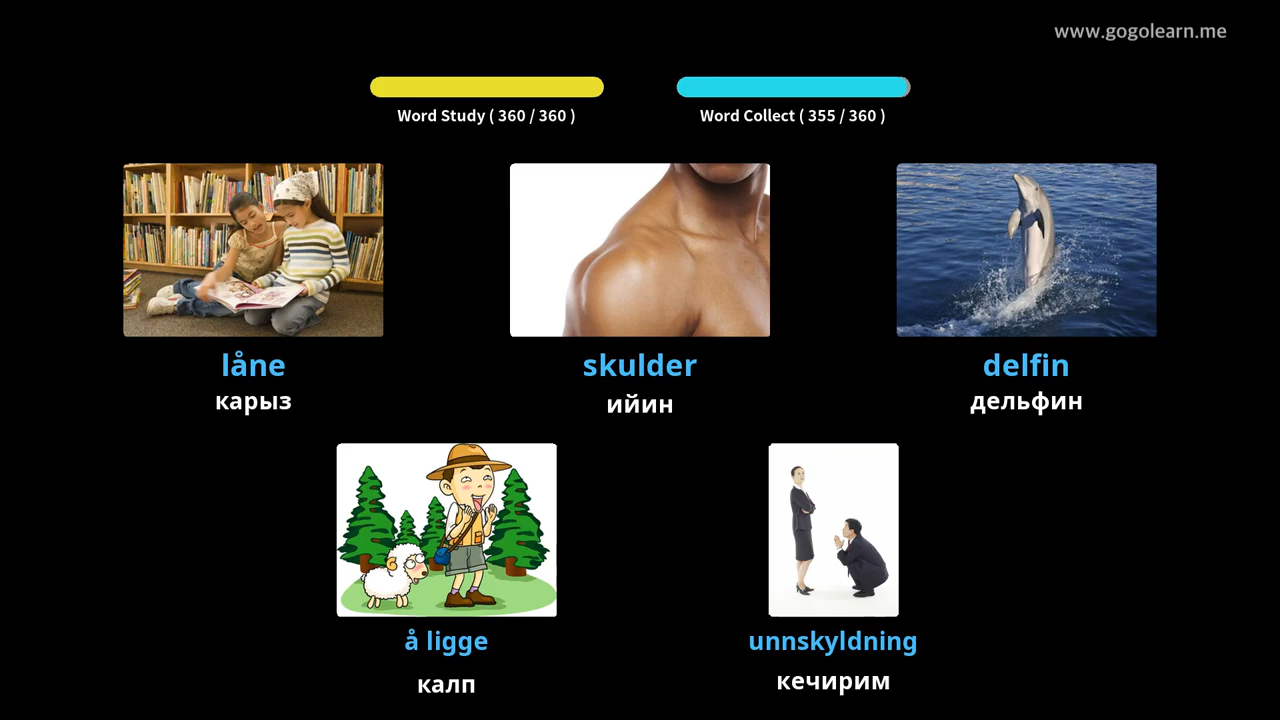 www.gogolearn.me
Word Study ( 360 / 360 )
Word Collect ( 355 / 360 )
låne
skulder
delfin
карыз
ийин
дельфин
å ligge
unnskyldning
калп
кечирим